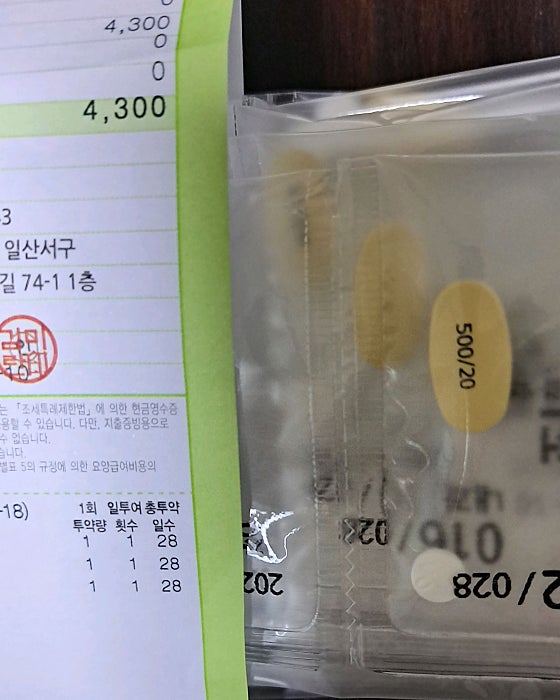 0
4,300
0
0
4,300
43
일산서구
길 74-1 1층
는 「조세특례제한법」에 의한 현금영수증
용할 수 있습니다. 다만, 지출증빙용으로
수 없습니다.
습니다.
별표 5의 규정에 의한 요양급여비용의
-18)
1회 일투여 총투약
투약량 횟수 일수
1 1 28
1 1 28
1 1 28
500/20
028
016/
202
2/028